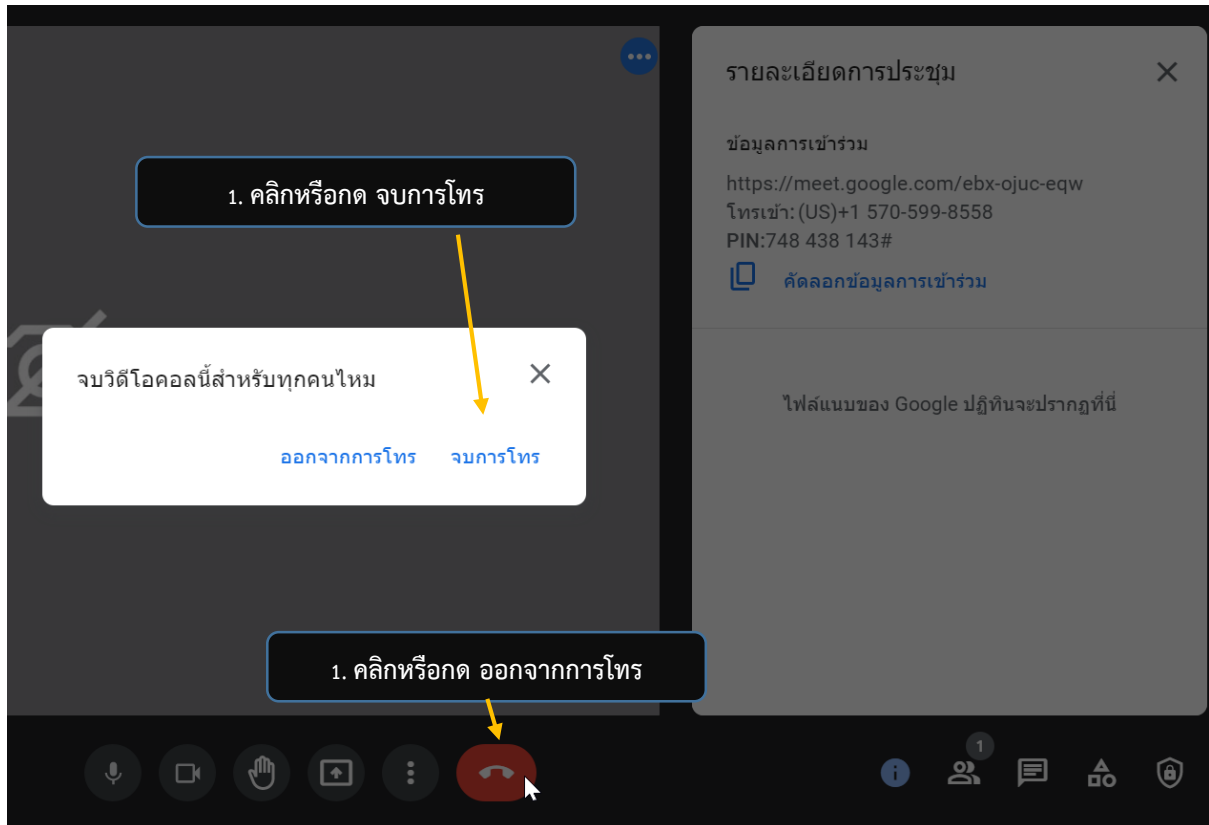 รายละเอียดการประชุม
ข้อมูลการเข้าร่วม
https://meet.google.com/ebx-ojuc-eqw
โทรเข้า: (US)+1 570-599-8558
PIN:748 438 143#
คัดลอกข้อมูลการเข้าร่วม
ไฟล์แนบของ Google ปฏิทินจะปรากฏที่นี่
1. คลิกหรือกด จบการโทร
จบวิดีโอคอลนี้สำหรับทุกคนไหม
ออกจากการโทร จบการโทร
1. คลิกหรือกด ออกจากการโทร
1